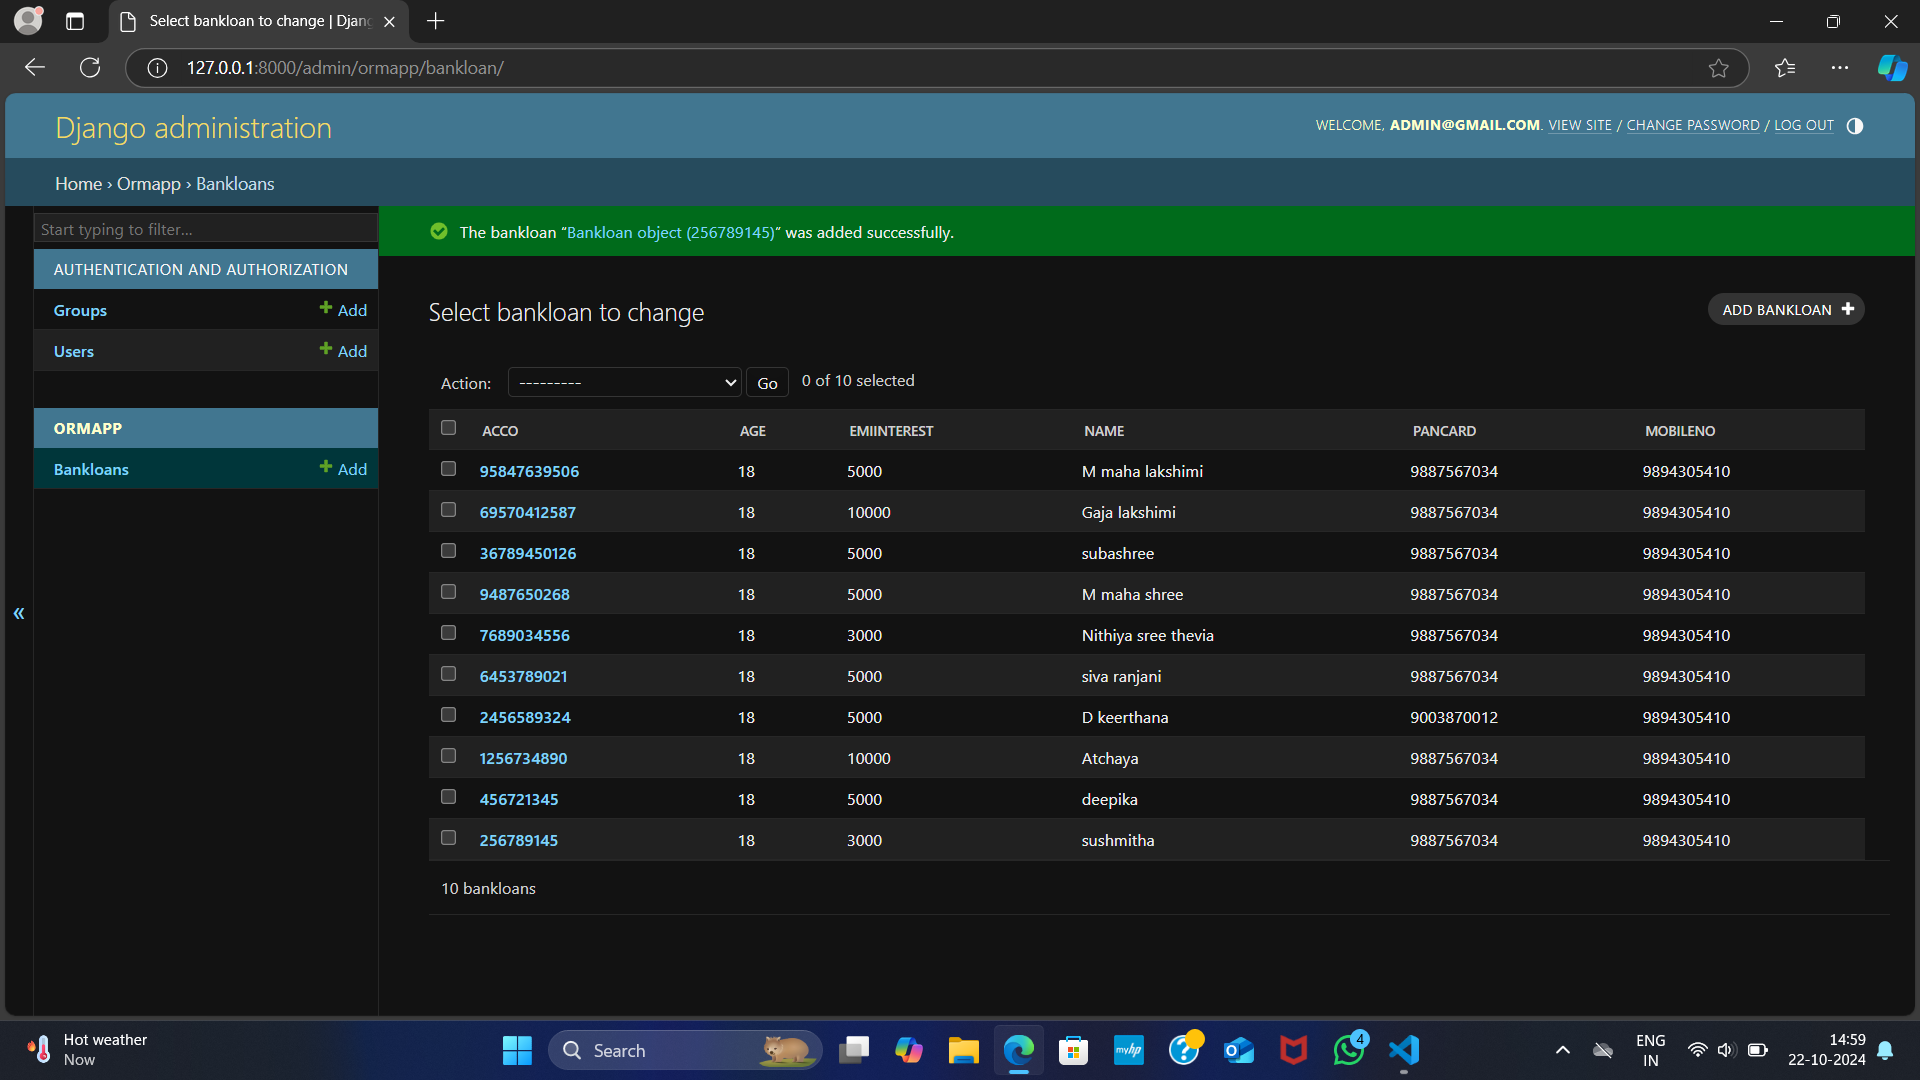 Select bankloan to change | Djang
127.0.0.1:8000/admin/ormapp/bankloan/
Django administration
WELCOME, ADMIN@GMAIL.COM. VIEW SITE / CHANGE PASSWORD / LOG OUT
Home › Ormapp › Bankloans
Start typing to filter...
AUTHENTICATION AND AUTHORIZATION
Groups Add
Users Add
ORMAPP
Bankloans Add
«
The bankloan “Bankloan object (256789145)” was added successfully.
Select bankloan to change
ADD BANKLOAN
Action: --------- Go 0 of 10 selected
ACCO AGE EMIINTEREST NAME PANCARD MOBILENO
95847639506 18 5000 M maha lakshimi 9887567034 9894305410
69570412587 18 10000 Gaja lakshimi 9887567034 9894305410
36789450126 18 5000 subashree 9887567034 9894305410
9487650268 18 5000 M maha shree 9887567034 9894305410
7689034556 18 3000 Nithiya sree thevia 9887567034 9894305410
6453789021 18 5000 siva ranjani 9887567034 9894305410
2456589324 18 5000 D keerthana 9003870012 9894305410
1256734890 18 10000 Atchaya 9887567034 9894305410
456721345 18 5000 deepika 9887567034 9894305410
256789145 18 3000 sushmitha 9887567034 9894305410
10 bankloans
Hot weather
Now
Search
myhp
4
ENG
IN
14:59
22-10-2024